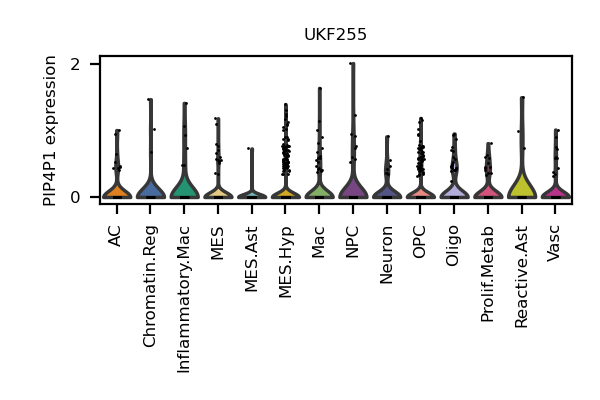 UKF255
PIP4P1 expression
2
0
AC
Chromatin.Reg
Inflammatory.Mac
MES
MES.Ast
MES.Hyp
Mac
NPC
Neuron
OPC
Oligo
Prolif.Metab
Reactive.Ast
Vasc